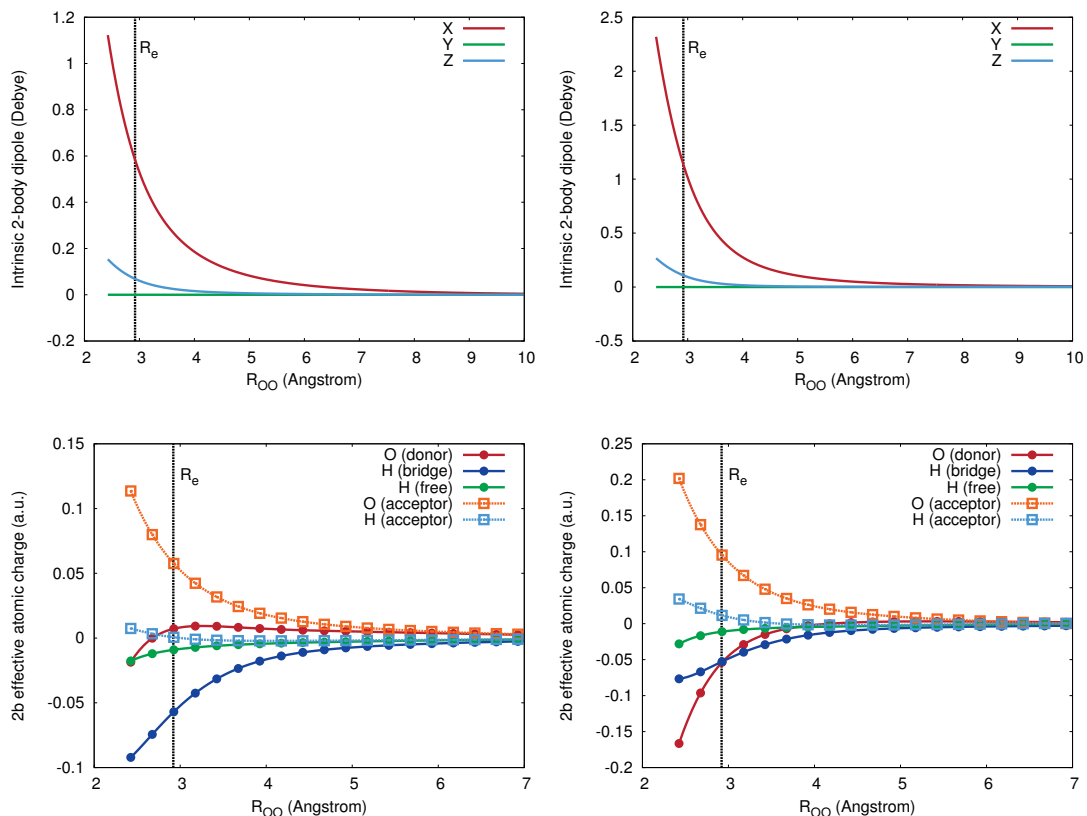 Intrinsic 2-body dipole (Debye)
1.2
1
0.8
0.6
0.4
0.2
0
-0.2
X
Y
Z
Re
2 3 4 5 6 7 8 9 10
ROO (Angstrom)
Intrinsic 2-body dipole (Debye)
2.5
2
1.5
1
0.5
0
-0.5
X
Y
Z
Re
2 3 4 5 6 7 8 9 10
ROO (Angstrom)
2b effective atomic charge (a.u.)
0.15
0.1
0.05
0
-0.05
-0.1
O (donor)
H (bridge)
H (free)
O (acceptor)
H (acceptor)
Re
2 3 4 5 6 7
ROO (Angstrom)
2b effective atomic charge (a.u.)
0.25
0.2
0.15
0.1
0.05
0
-0.05
-0.1
-0.15
-0.2
O (donor)
H (bridge)
H (free)
O (acceptor)
H (acceptor)
Re
2 3 4 5 6 7
ROO (Angstrom)